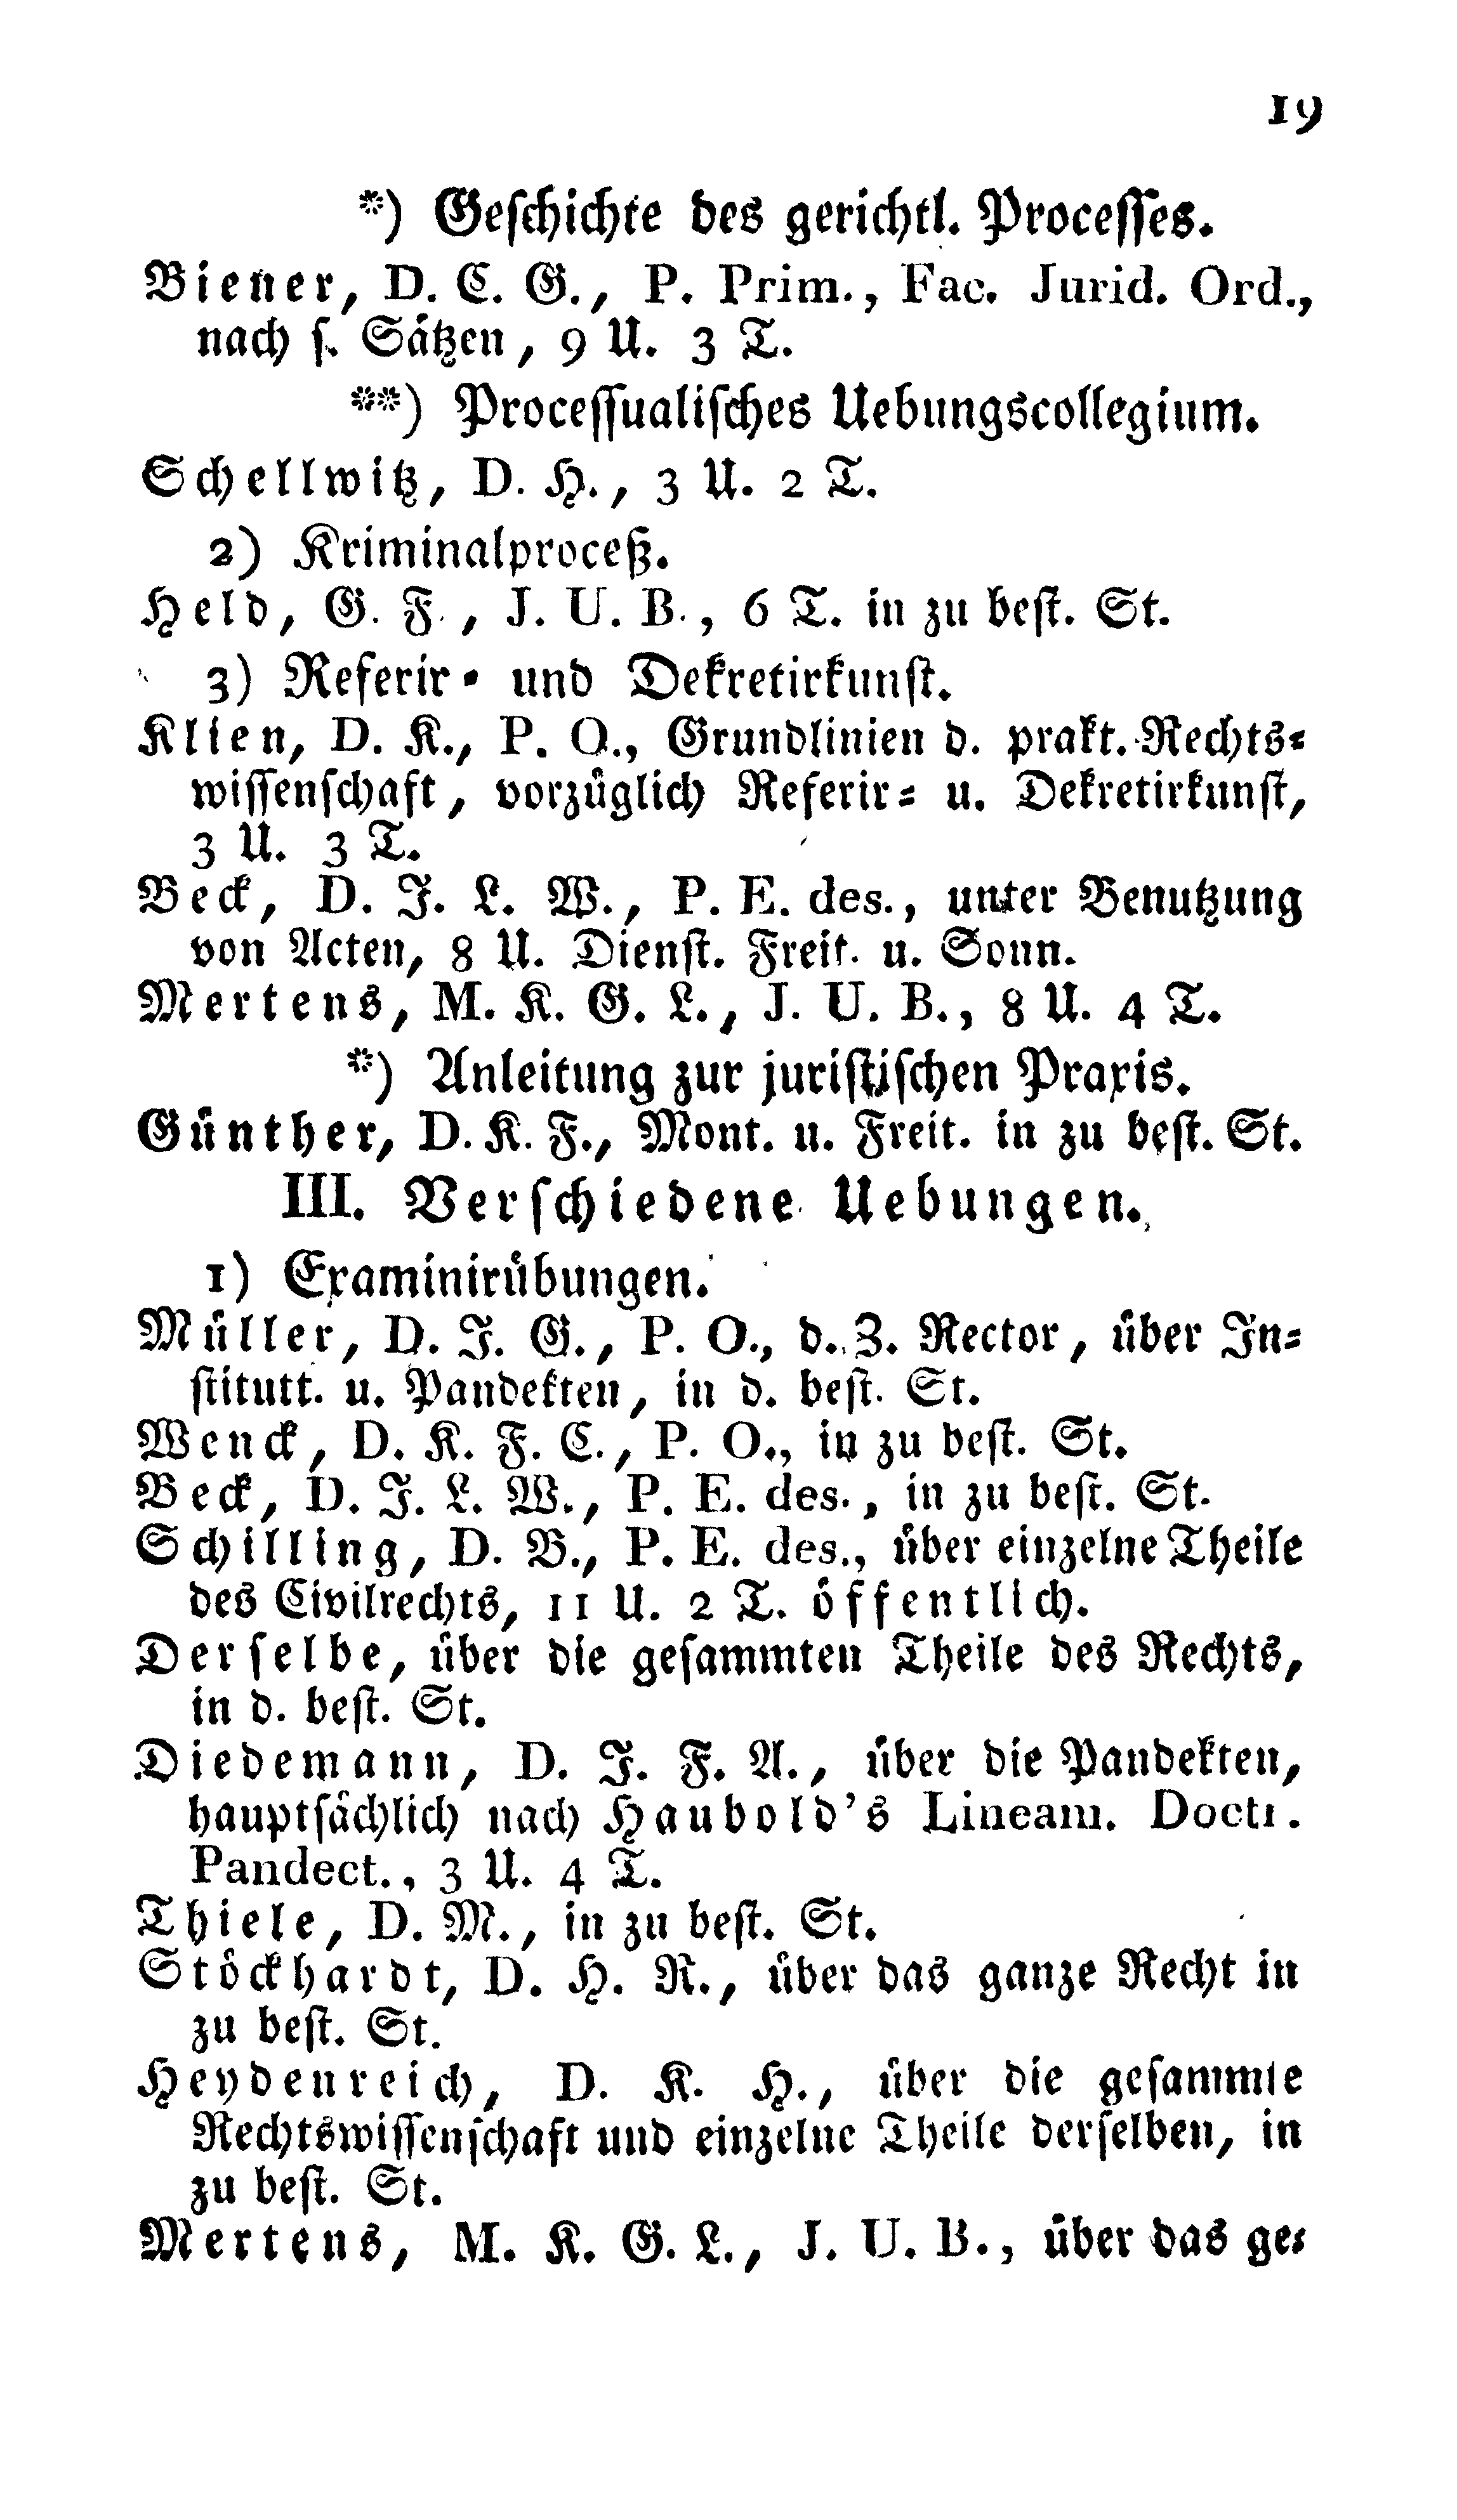 19
*) Geſchichte des gerichtl. Proceſſes.
Biener, D. C. G., P. Prim., Fac. Jurid. Ord.,
nach ſ. Sätzen, 9 U. 3 T.
**) Proceſſualiſches Uebungscollegium.
Schellwitz, D. H., 3 U. 2 T.
2) Kriminalproceß.
Held, G. F., J. U. B., 6 T. in zu beſt. St.
3) Referir- und Dekretirkunſt.
Klien, D. K., P. O., Grundlinien d. prakt. Rechts-
wiſſenſchaft, vorzüglich Referir- u. Dekretirkunſt,
3 U. 3 T.
Beck, D. J. L. W., P. E. des., unter Benutzung
von Acten, 8 U. Dienſt. Freit. u. Sonn.
Mertens, M. K. G. L., J. U. B., 8 U. 4 T.
*) Anleitung zur juriſtiſchen Praxis.
Günther, D. K. F., Mont. u. Freit. in zu beſt. St.
III. Verſchiedene Uebungen.
1) Examinirübungen.
Müller, D. J. G., P. O., d. Z. Rector, über In-
ſtitutt. u. Pandekten, in d. beſt. St.
Wenck, D. K. F. C., P. O., in zu beſt. St.
Beck, D. J. L. W., P. E. des., in zu beſt. St.
Schilling, D. B., P. E. des., über einzelne Theile
des Civilrechts, 11 U. 2 T. öffentlich.
Derſelbe, über die geſammten Theile des Rechts,
in d. beſt. St.
Diedemann, D. J. F. A., über die Pandekten,
hauptſächlich nach Haubold's Lineam. Doctr.
Pandect., 3 U. 4 T.
Thiele, D. M., in zu beſt. St.
Stöckhardt, D. H. R., über das ganze Recht in
zu beſt. St.
Heydenreich, D. K. H., über die geſammte
Rechtswiſſenſchaft und einzelne Theile derſelben, in
zu beſt. St.
Mertens, M. K. G. L., J. U. B., über das ge-